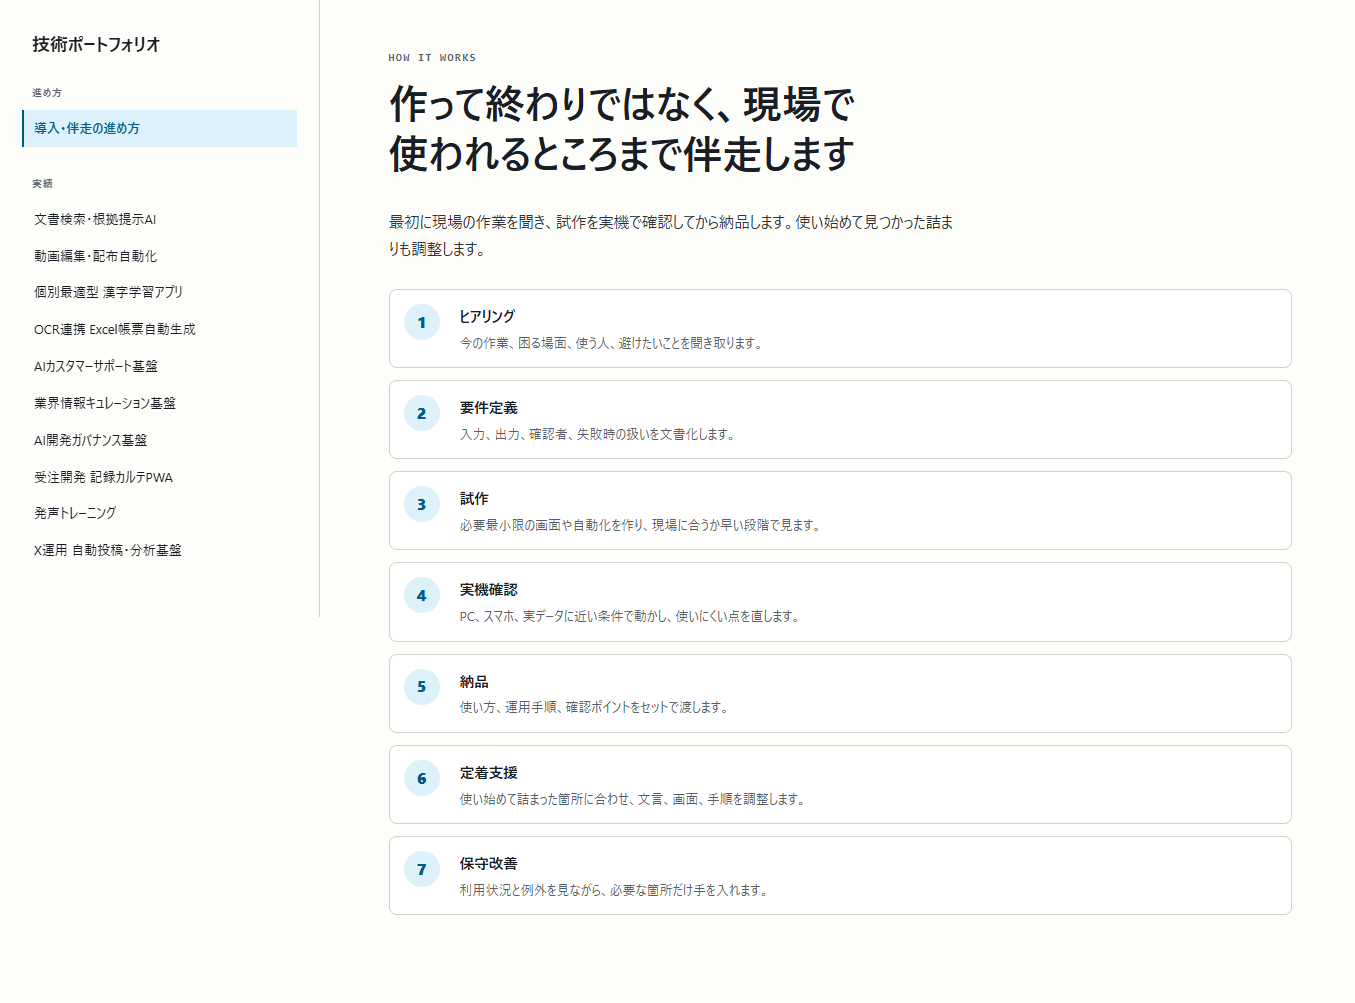 技術ポートフォリオ
進め方
導入・伴走の進め方
実績
文書検索・根拠提示AI
動画編集・配布自動化
個別最適型 漢字学習アプリ
OCR連携 Excel帳票自動生成
AIカスタマーサポート基盤
業界情報キュレーション基盤
AI開発ガバナンス基盤
受注開発 記録カルテPWA
発声トレーニング
X運用 自動投稿・分析基盤
HOW IT WORKS
作って終わりではなく、現場で
使われるところまで伴走します
最初に現場の作業を聞き、試作を実機で確認してから納品します。使い始めて見つかった詰ま
りも調整します。
1
ヒアリング
今の作業、困る場面、使う人、避けたいことを聞き取ります。
2
要件定義
入力、出力、確認者、失敗時の扱いを文書化します。
3
試作
必要最小限の画面や自動化を作り、現場に合うか早い段階で見ます。
4
実機確認
PC、スマホ、実データに近い条件で動かし、使いにくい点を直します。
5
納品
使い方、運用手順、確認ポイントをセットで渡します。
6
定着支援
使い始めて詰まった箇所に合わせ、文言、画面、手順を調整します。
7
保守改善
利用状況と例外を見ながら、必要な箇所だけ手を入れます。